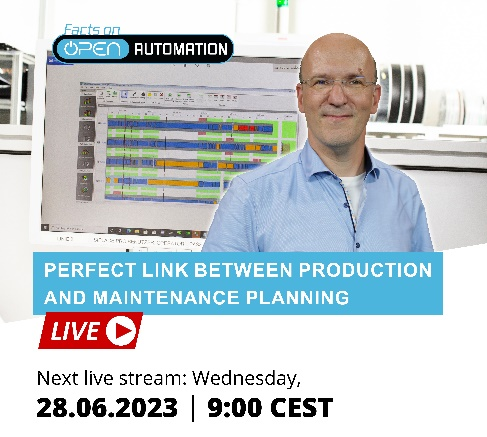 Facts on
OPEN AUTOMATION
PERFECT LINK BETWEEN PRODUCTION
AND MAINTENANCE PLANNING
LIVE
Next live stream: Wednesday,
28.06.2023 | 9:00 CEST